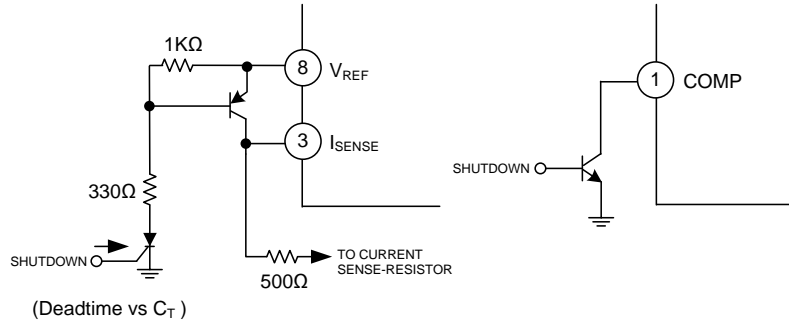 1KΩ
8
V_REF
3
I_SENSE
330Ω
SHUTDOWN
500Ω
TO CURRENT
SENSE-RESISTOR
(Deadtime vs C_T )
1
COMP
SHUTDOWN